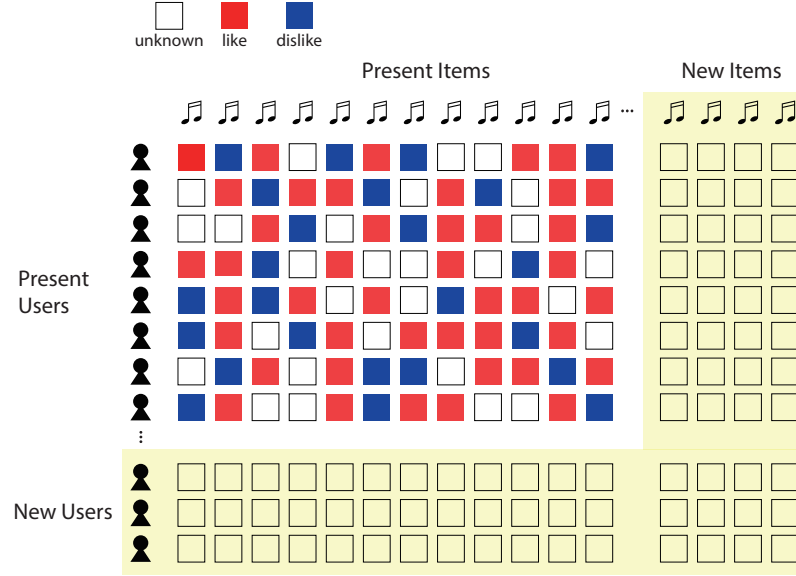 unknown like dislike
Present Items New Items
...
Present
Users
...
New Users